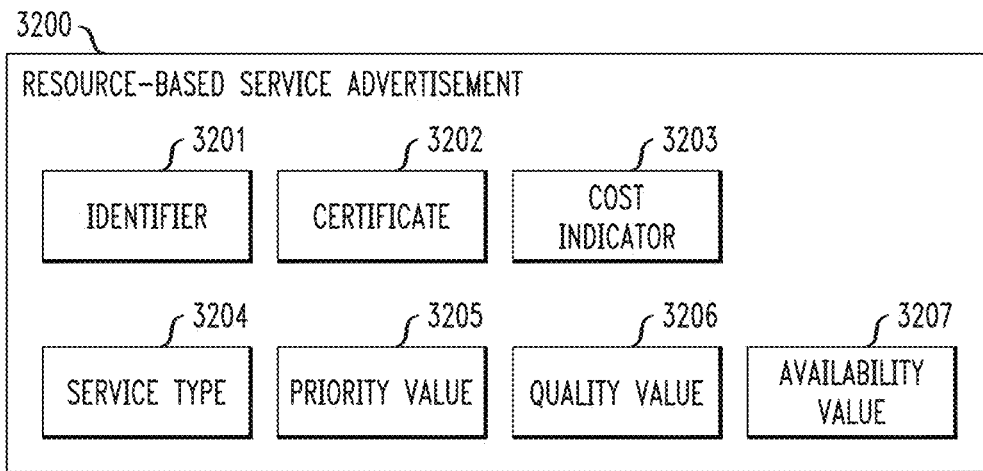 3200
RESOURCE-BASED SERVICE ADVERTISEMENT
3201
3202
3203
IDENTIFIER
CERTIFICATE
COST
INDICATOR
3204
3205
3206
3207
SERVICE TYPE
PRIORITY VALUE
QUALITY VALUE
AVAILABILITY
VALUE